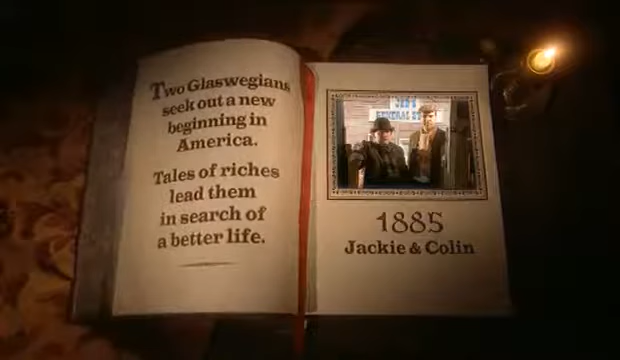 Two Glaswegians
seek out a new
beginning in
America.
Tales of riches
lead them
in search of
a better life.
GENERAL
1885
Jackie & Colin